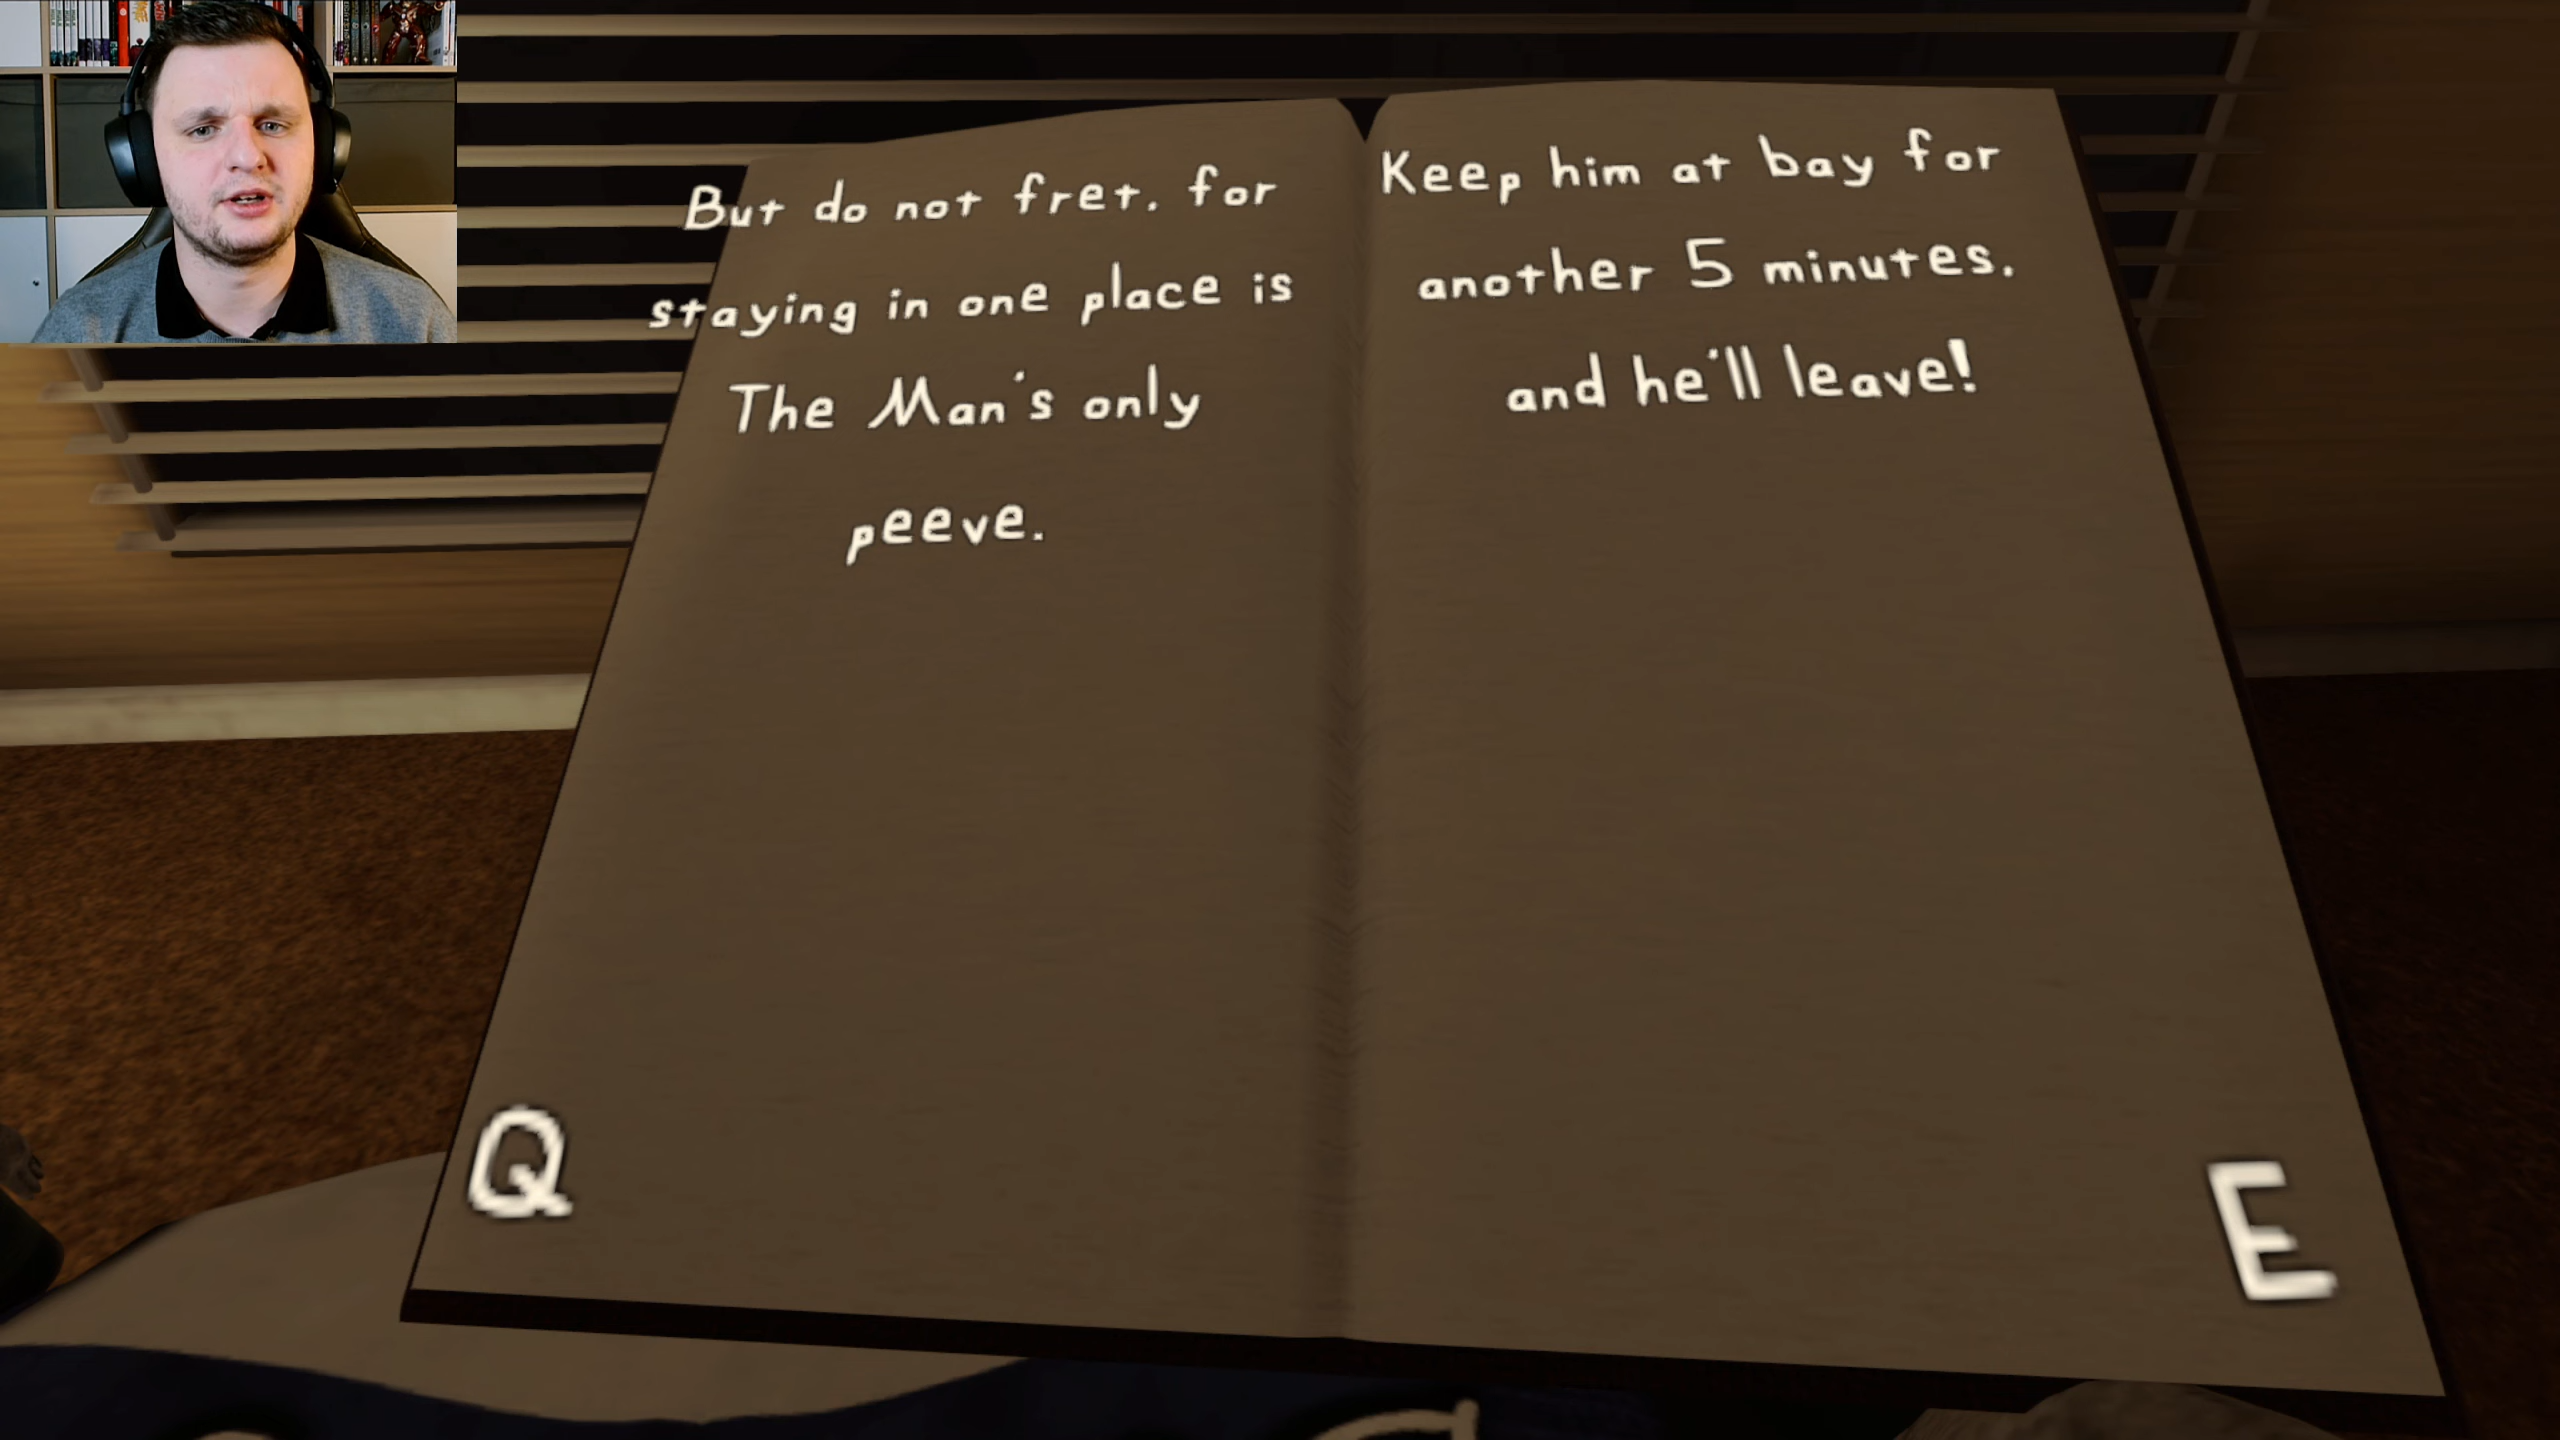 But do not fret. for
staying in one place is
The Man's only
peeve.
Keep him at bay for
another 5 minutes.
and he'll leave!
Q
E